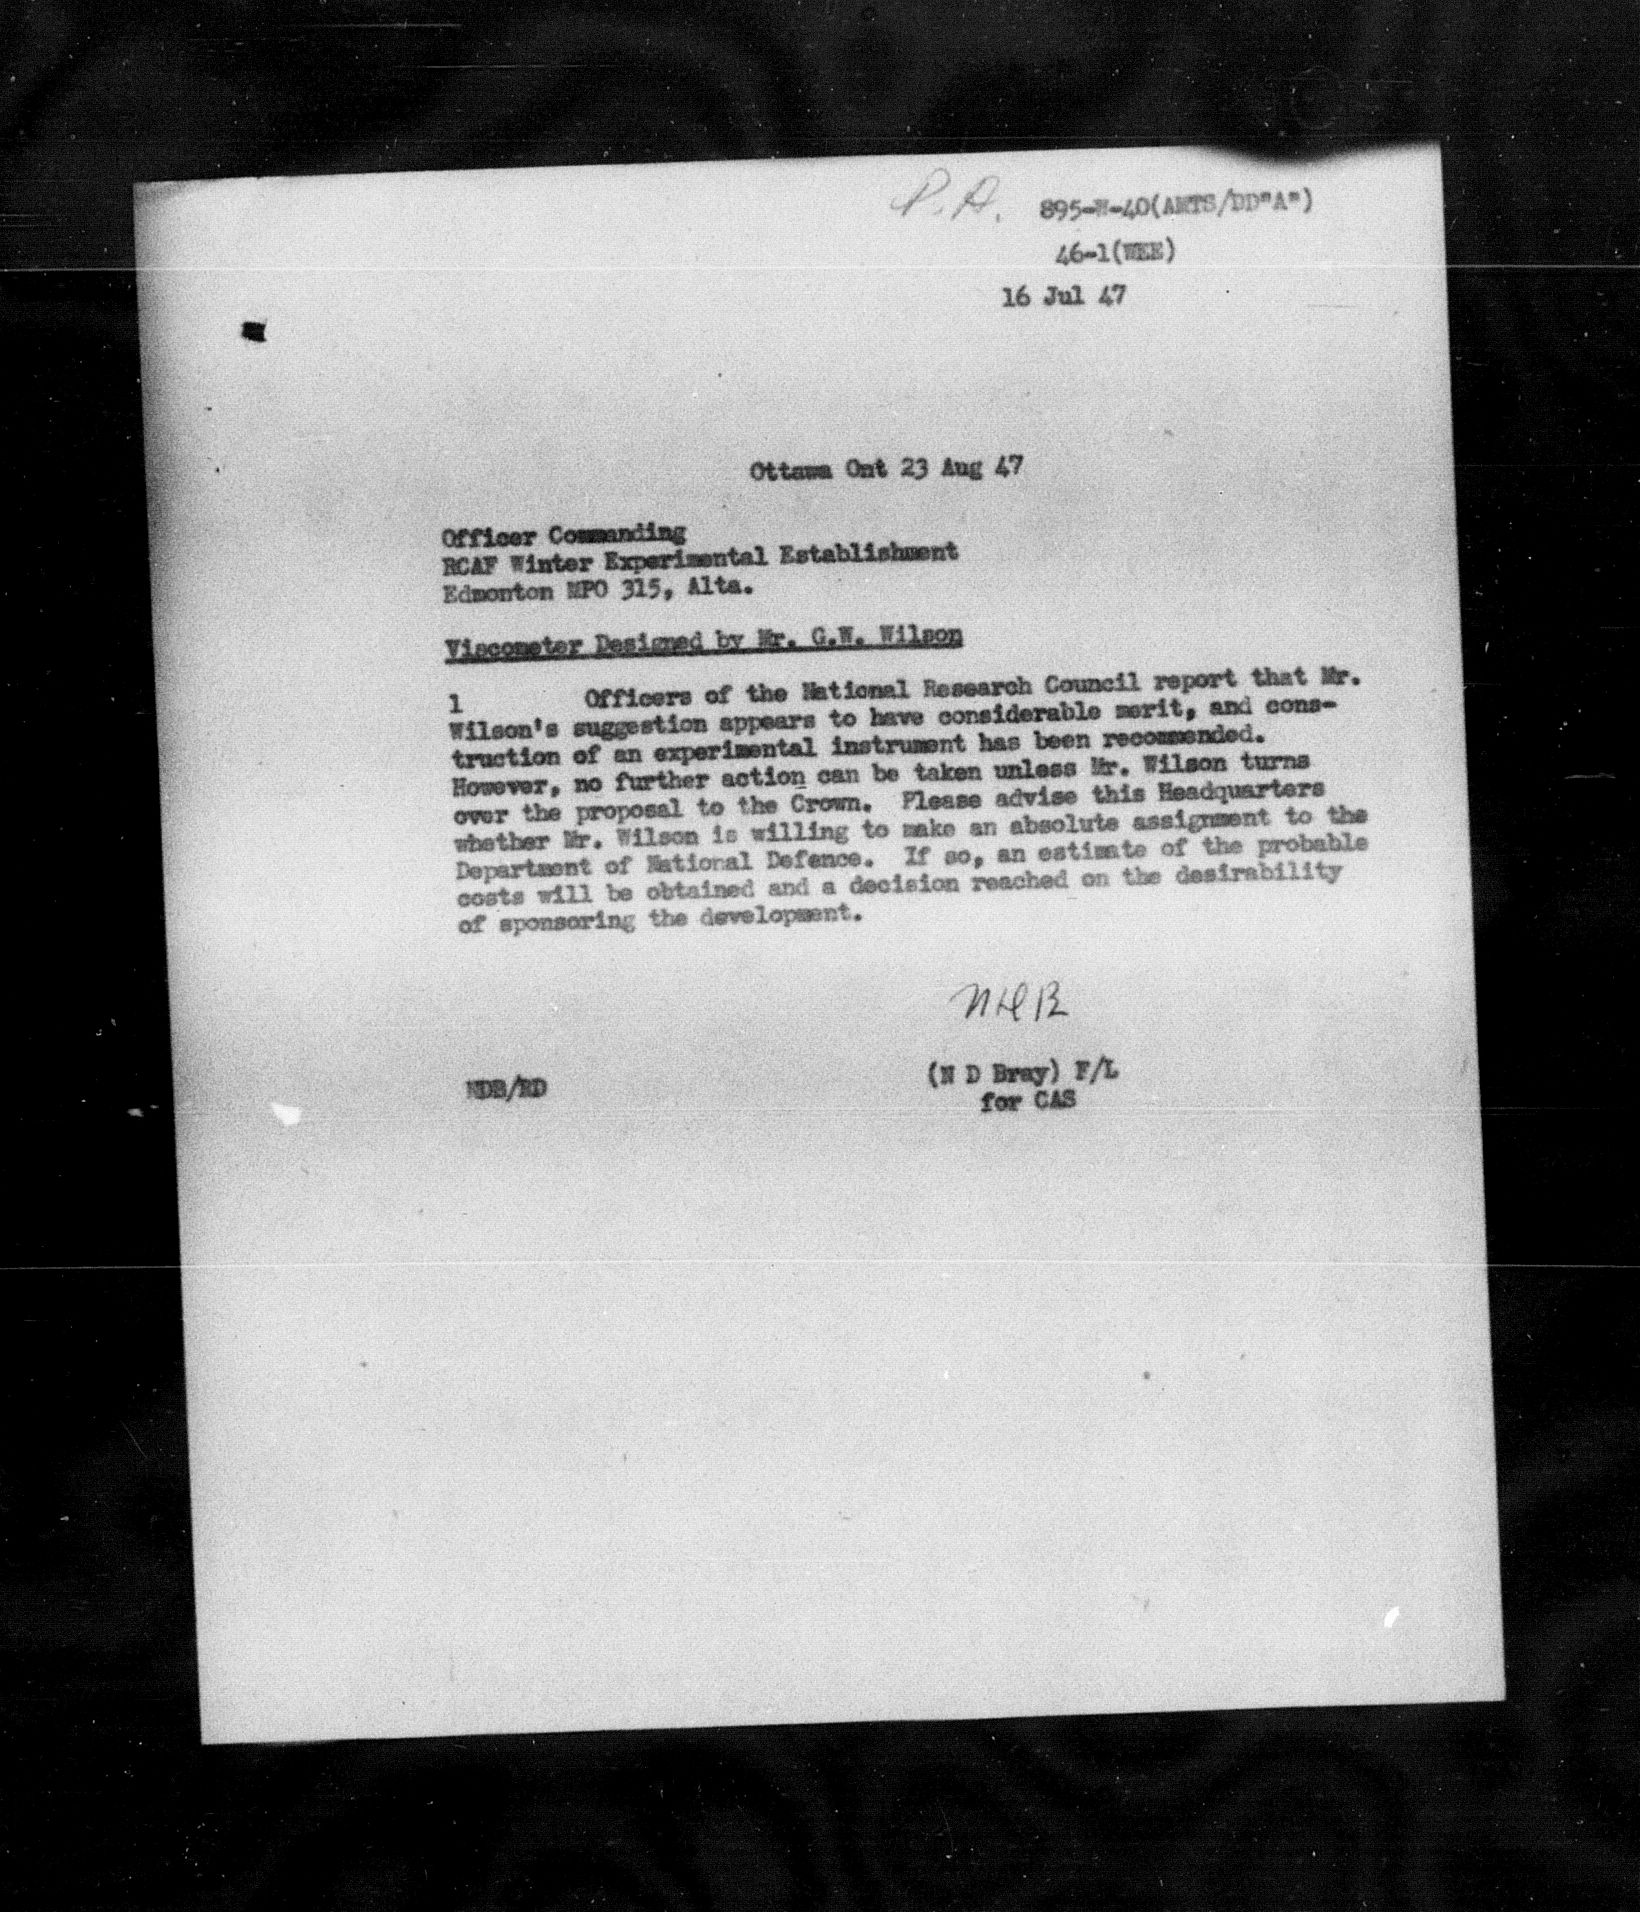 P.A. 895-W-40(AMTS/DD"A")
46-1(WEE)
16 Jul 47
Ottawa Ont 23 Aug 47
Officer Commanding
RCAF Winter Experimental Establishment
Edmonton MPO 315, Alta.
Viscometer Designed by Mr. G.W. Wilson
1 Officers of the National Research Council report that Mr.
Wilson's suggestion appears to have considerable merit, and cons-
truction of an experimental instrument has been recommended.
However, no further action can be taken unless Mr. Wilson turns
over the proposal to the Crown. Please advise this Headquarters
whether Mr. Wilson is willing to make an absolute assignment to the
Department of National Defence. If so, an estimate of the probable
costs will be obtained and a decision reached on the desirability
of sponsoring the development.
NDB
(N D Bray) F/L
NDB/RD
for CAS